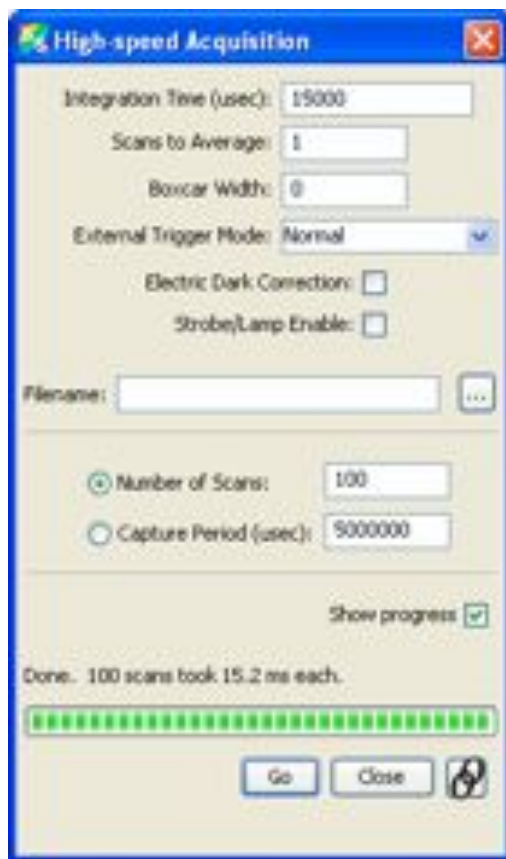 High-speed Acquisition
Integration Time (usec): 15000
Scans to Average: 1
Boxcar Width: 0
External Trigger Mode: Normal
Electric Dark Correction:
Strobe/Lamp Enable:
Filename: ...
Number of Scans: 100
Capture Period (usec): 5000000
Show progress
Done. 100 scans took 15.2 ms each.
Go Close